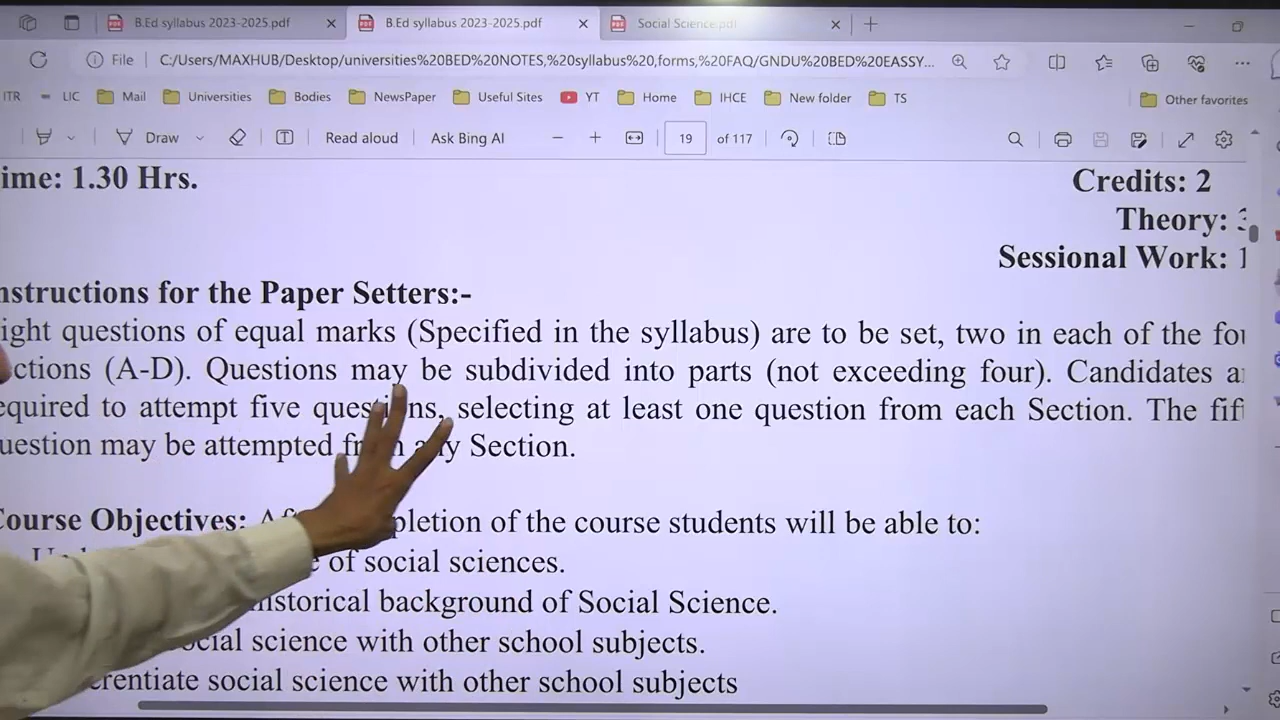 B.Ed syllabus 2023-2025.pdf
B.Ed syllabus 2023-2025.pdf
Social Science.pdf
File
C:/Users/MAXHUB/Desktop/universities%20BED%20NOTES,%20syllabus%20,forms,%20FAQ/GNDU%20BED%20EASSY...
ITR LIC Mail Universities Bodies NewsPaper Useful Sites YT Home IHCE New folder TS Other favorites
Draw Read aloud Ask Bing AI 19 of 117
ime: 1.30 Hrs. Credits: 2
Theory:
Sessional Work: 1
nstructions for the Paper Setters:-
ight questions of equal marks (Specified in the syllabus) are to be set, two in each of the fou
ctions (A-D). Questions may be subdivided into parts (not exceeding four). Candidates a
equired to attempt five questions, selecting at least one question from each Section. The fif
uestion may be attempted from any Section.
Course Objectives: pletion of the course students will be able to:
of social sciences.
historical background of Social Science.
social science with other school subjects.
erentiate social science with other school subjects